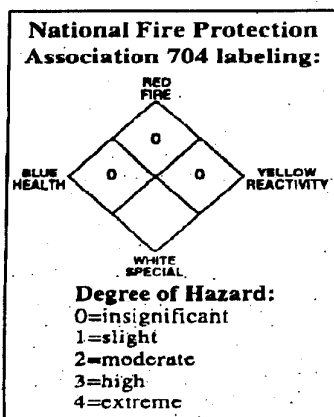 National Fire Protection
Association 704 labeling:
RED
FIRE
0
BLUE
HEALTH
0
0
YELLOW
REACTIVITY
WHITE
SPECIAL
Degree of Hazard:
0=insignificant
1=slight
2=moderate
3=high
4=extreme